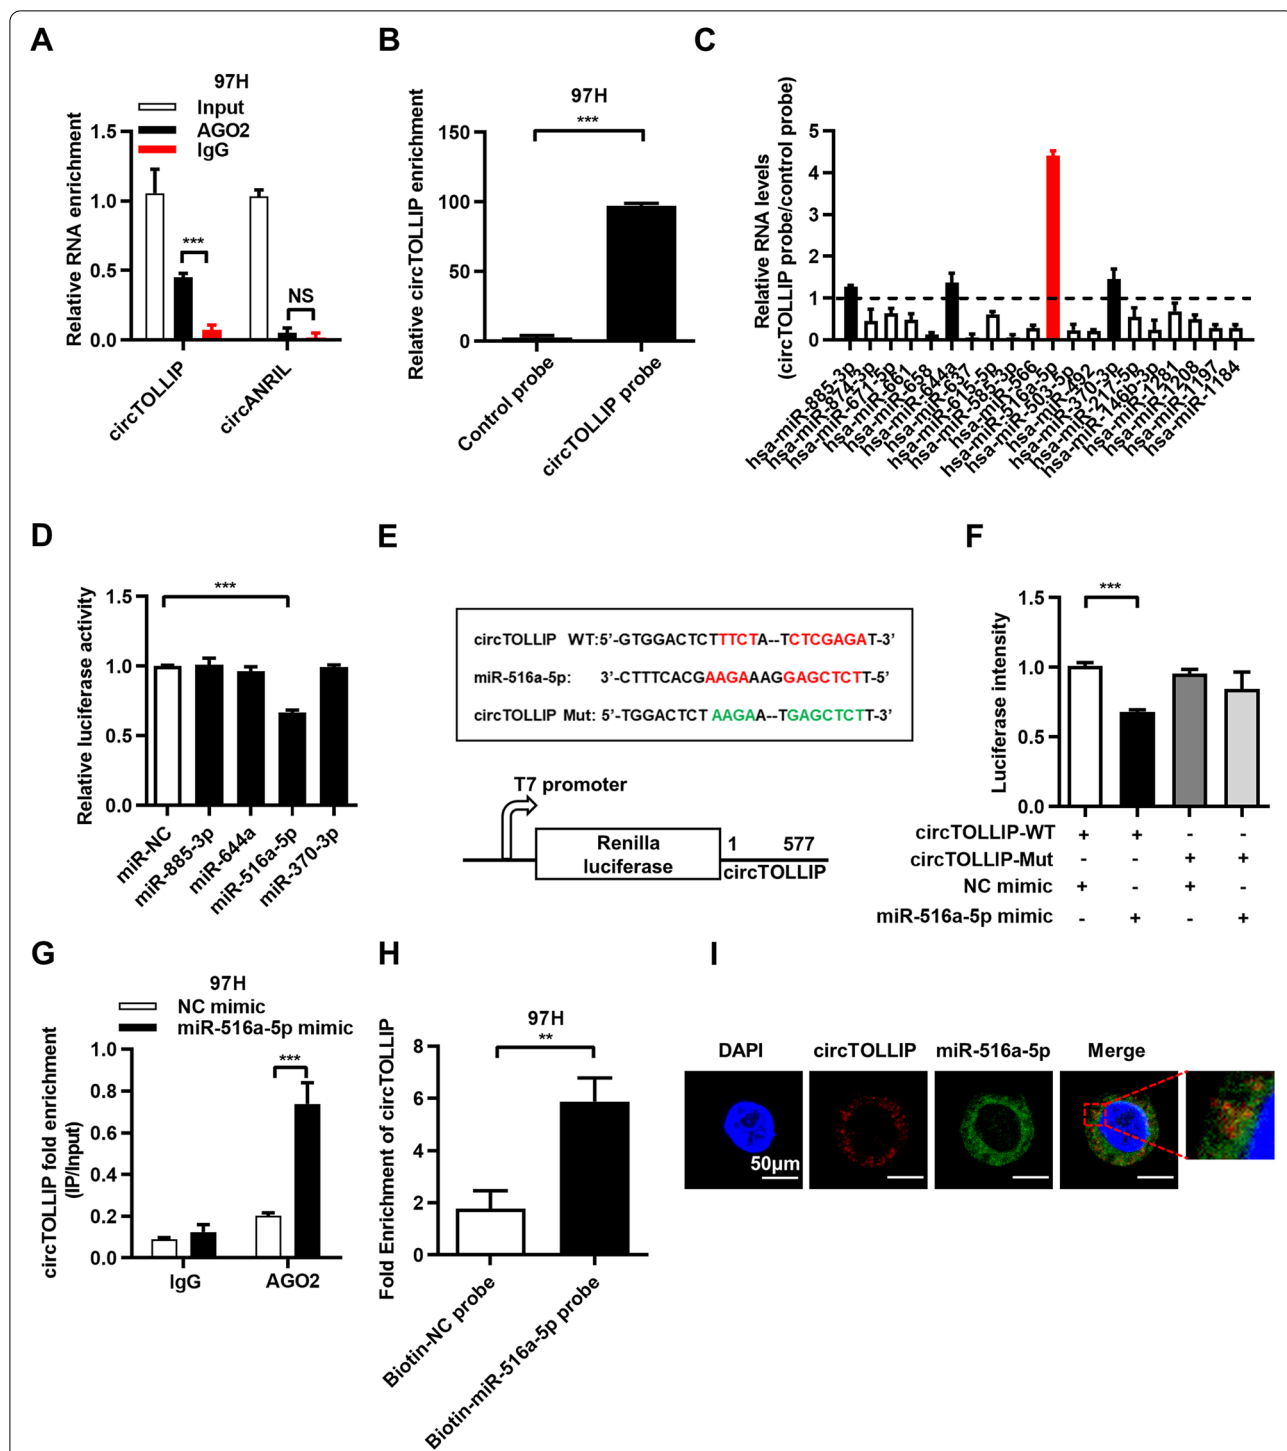 A
97H
Input
AGO2
IgG
Relative RNA enrichment
1.5
1.0
0.5
0.0
***
NS
circTOLLIP
circANRIL
B
97H
***
Relative circTOLLIP enrichment
150
100
50
0
Control probe
circTOLLIP probe
C
Relative RNA levels
(circTOLLIP probe/control probe)
5
4
3
2
1
0
hsa-miR-885-3p
hsa-miR-874-3p
hsa-miR-671-3p
hsa-miR-661
hsa-miR-658
hsa-miR-644a
hsa-miR-637
hsa-miR-615-5p
hsa-miR-585-3p
hsa-miR-566
hsa-miR-516a-5p
hsa-miR-503-5p
hsa-miR-492
hsa-miR-370-3p
hsa-miR-217-5p
hsa-miR-146b-3p
hsa-miR-1281
hsa-miR-1208
hsa-miR-1197
hsa-miR-1184
D
Relative luciferase activity
1.5
1.0
0.5
0.0
***
miR-NC
miR-885-3p
miR-644a
miR-516a-5p
miR-370-3p
E
circTOLLIP WT:5’-GTGGACTCTTTCTA--TCTCGAGAT-3’
miR-516a-5p: 3’-CTTTCACGAAGAAAGGAGCTCTT-5’
circTOLLIP Mut: 5’-TGGACTCT AAGAA--TGAGCTCTT-3’
T7 promoter
Renilla
luciferase
1 577
circTOLLIP
F
Luciferase intensity
1.5
1.0
0.5
0.0
***
circTOLLIP-WT + + - -
circTOLLIP-Mut - - + +
NC mimic + - + -
miR-516a-5p mimic - + - +
G
97H
NC mimic
miR-516a-5p mimic
circTOLLIP fold enrichment
(IP/Input)
1.0
0.8
0.6
0.4
0.2
0.0
***
IgG
AGO2
H
97H
**
Fold Enrichment of circTOLLIP
8
6
4
2
0
Biotin-NC probe
Biotin-miR-516a-5p probe
I
DAPI
circTOLLIP
miR-516a-5p
Merge
50μm